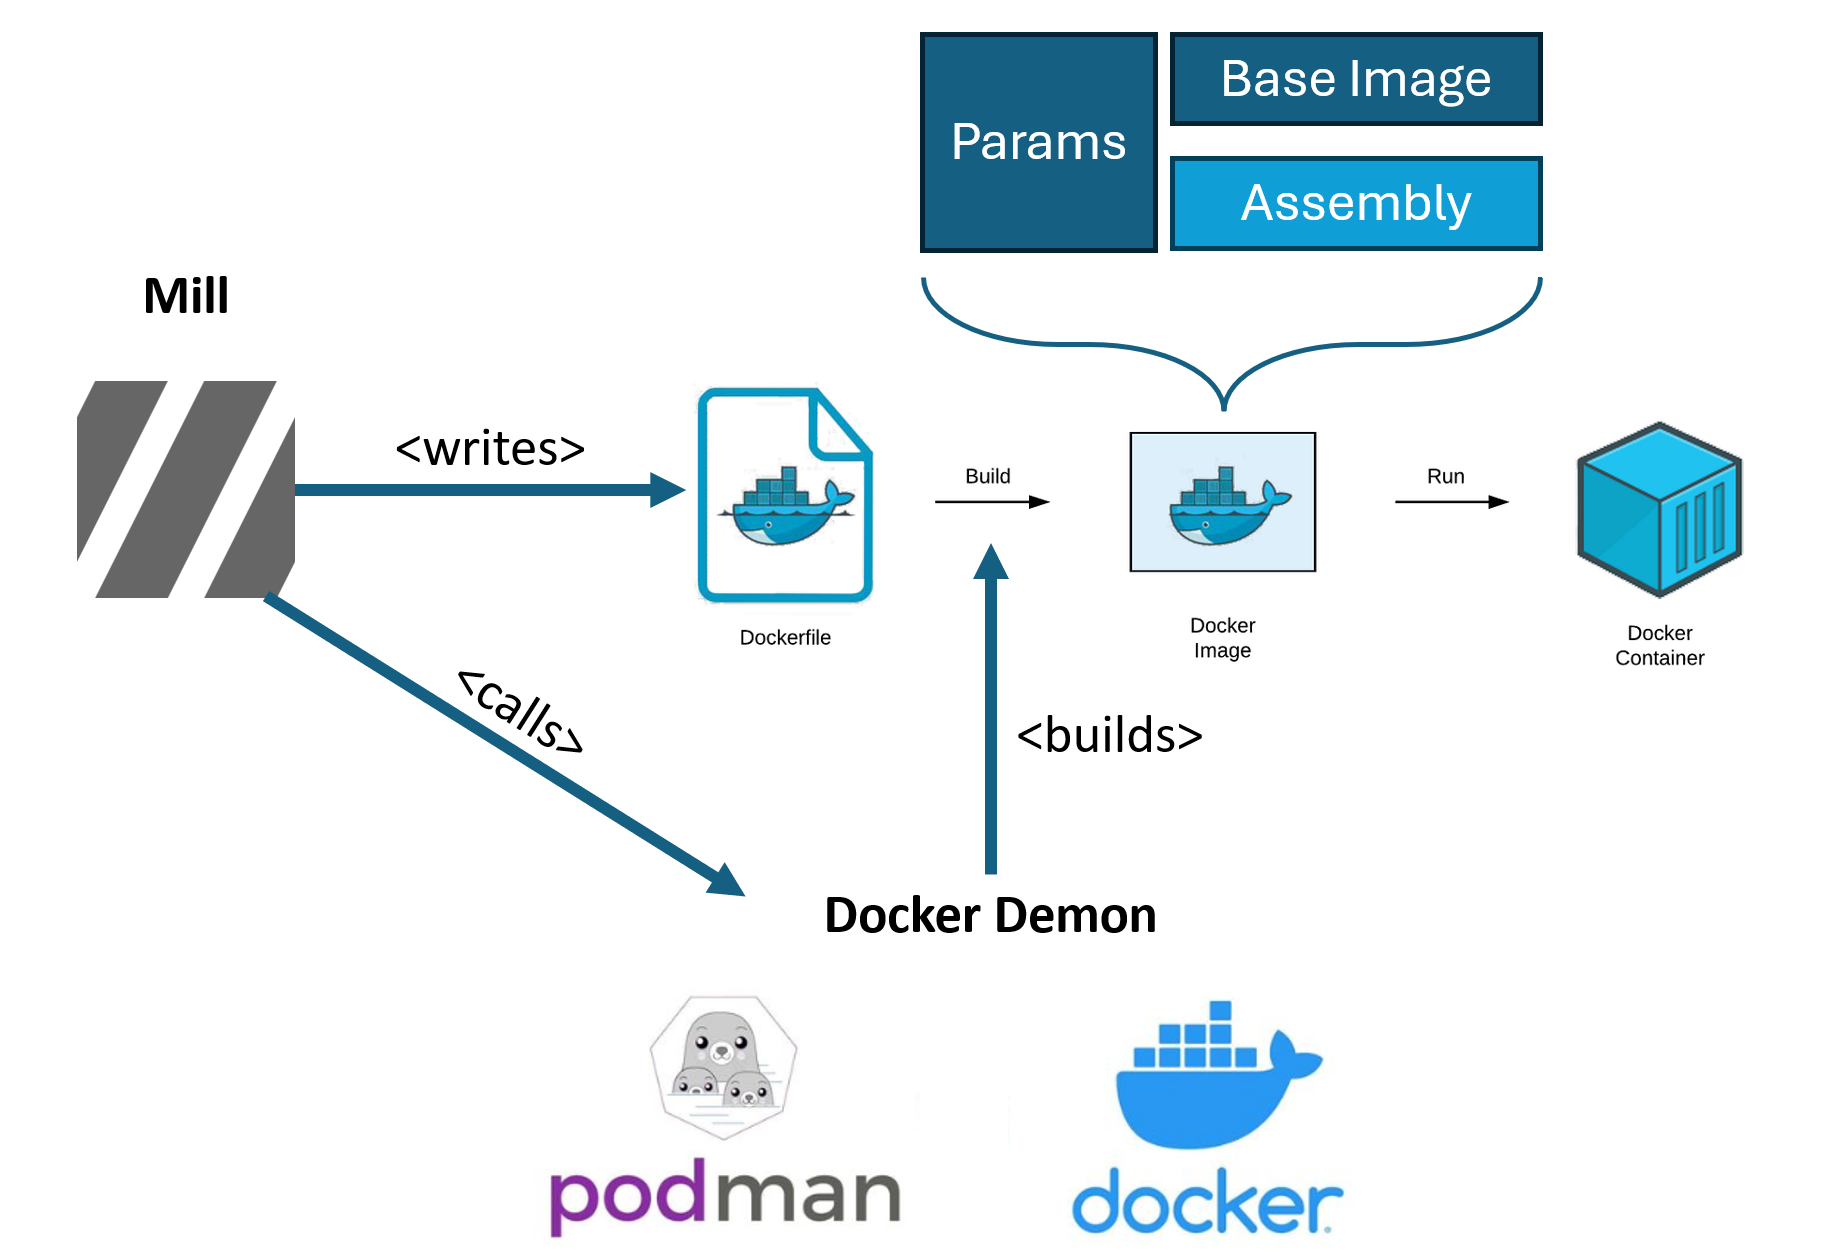 Params
Base Image
Assembly
Mill
<writes>
Build
Run
Dockerfile
Docker
Image
Docker
Container
<calls>
<builds>
Docker Demon
podman
docker